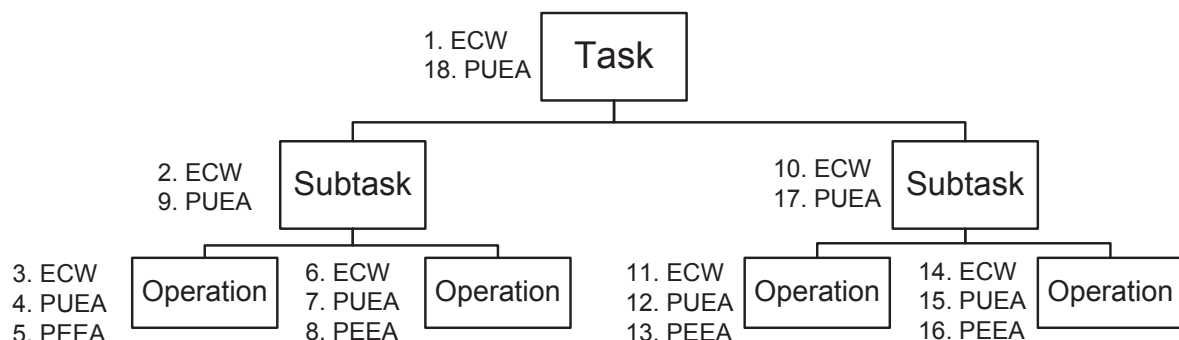 1. ECW
18. PUEA
Task
2. ECW
9. PUEA
Subtask
10. ECW
17. PUEA
Subtask
3. ECW
4. PUEA
5. PEEA
Operation
6. ECW
7. PUEA
8. PEEA
Operation
11. ECW
12. PUEA
13. PEEA
Operation
14. ECW
15. PUEA
16. PEEA
Operation